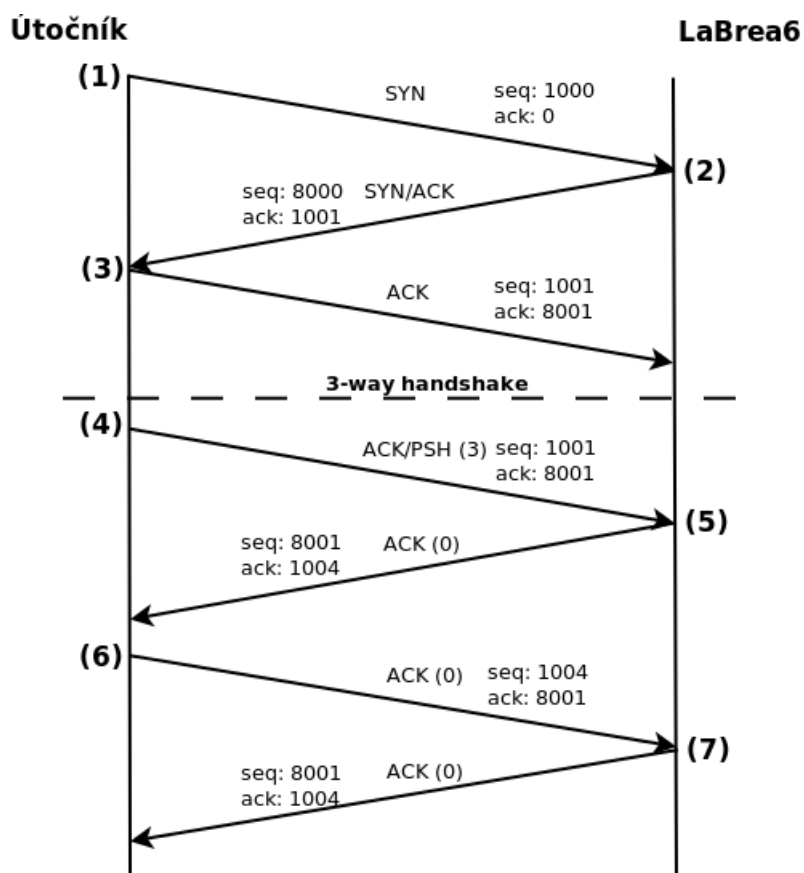 Útočník
LaBrea6
(1)
SYN
seq: 1000
ack: 0
(2)
seq: 8000
SYN/ACK
ack: 1001
(3)
ACK
seq: 1001
ack: 8001
3-way handshake
(4)
ACK/PSH (3)
seq: 1001
ack: 8001
(5)
seq: 8001
ACK (0)
ack: 1004
(6)
ACK (0)
seq: 1004
ack: 8001
(7)
seq: 8001
ACK (0)
ack: 1004